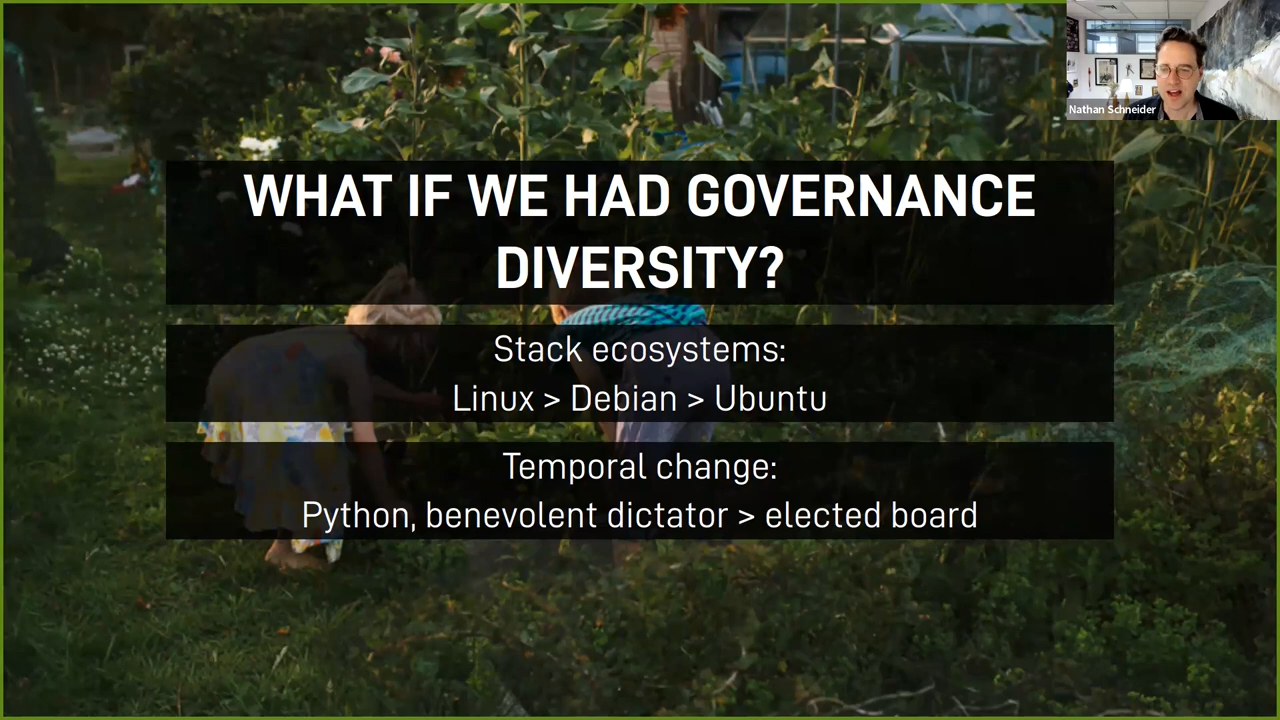 Nathan Schneider
WHAT IF WE HAD GOVERNANCE
DIVERSITY?
Stack ecosystems:
Linux > Debian > Ubuntu
Temporal change:
Python, benevolent dictator > elected board